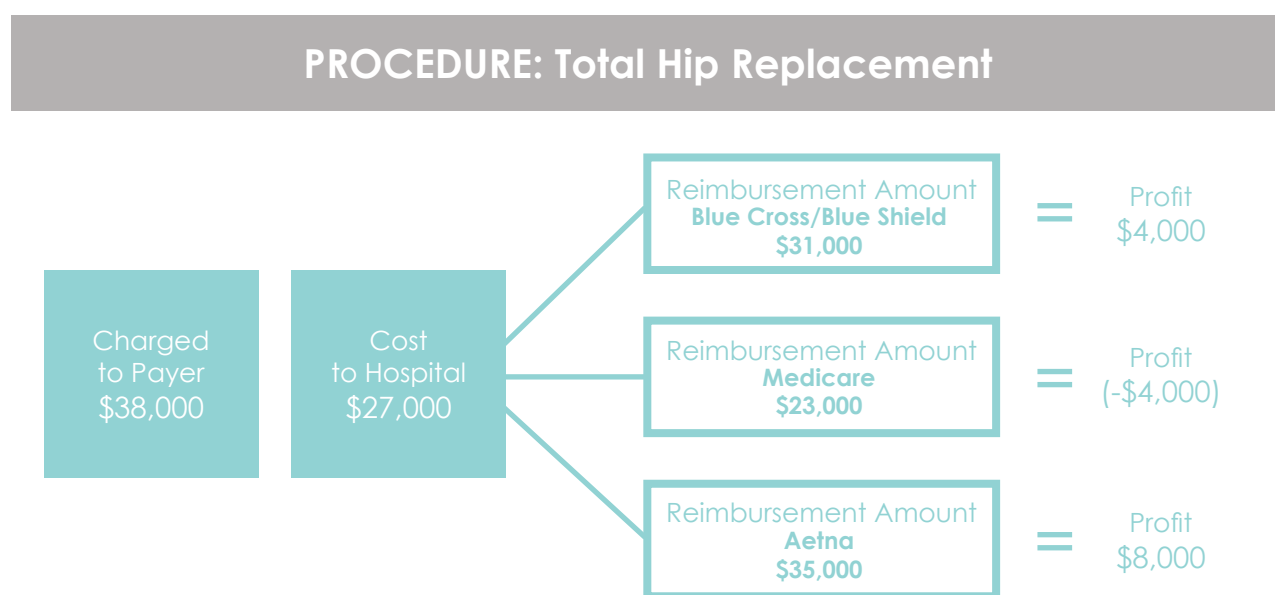 PROCEDURE: Total Hip Replacement
Charged
to Payer
$38,000
Cost
to Hospital
$27,000
Reimbursement Amount
Blue Cross/Blue Shield
$31,000
=
Profit
$4,000
Reimbursement Amount
Medicare
$23,000
=
Profit
(-$4,000)
Reimbursement Amount
Aetna
$35,000
=
Profit
$8,000